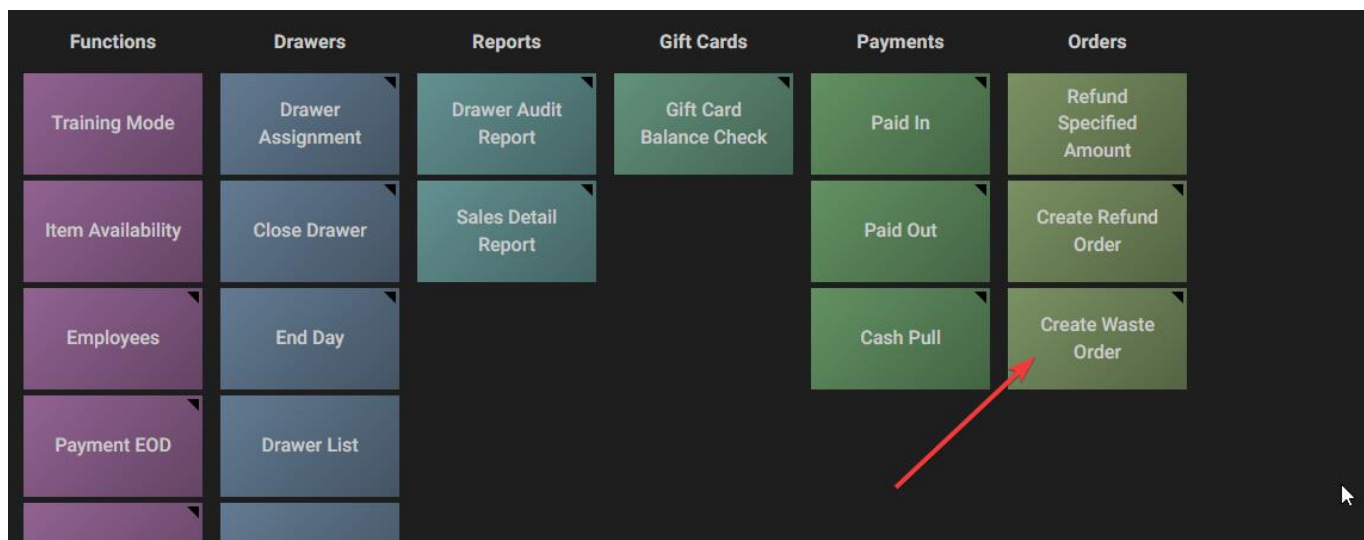 Functions
Drawers
Reports
Gift Cards
Payments
Orders
Training Mode
Drawer
Assignment
Drawer Audit
Report
Gift Card
Balance Check
Paid In
Refund
Specified
Amount
Item Availability
Close Drawer
Sales Detail
Report
Paid Out
Create Refund
Order
Employees
End Day
Cash Pull
Create Waste
Order
Payment EOD
Drawer List